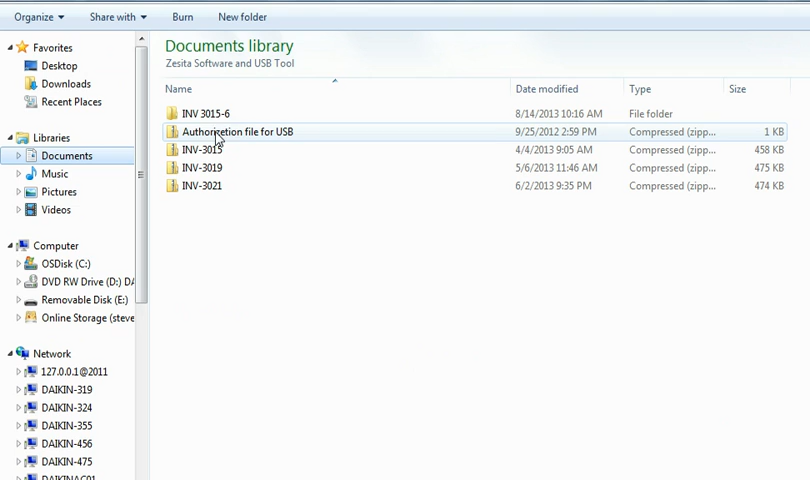 Organize Share with Burn New folder
Favorites
Desktop
Downloads
Recent Places
Libraries
Documents
Music
Pictures
Videos
Computer
OSDisk (C:)
DVD RW Drive (D:) DA
Removable Disk (E:)
Online Storage (steve
Network
127.0.0.1@2011
DAIKIN-319
DAIKIN-324
DAIKIN-355
DAIKIN-456
DAIKIN-475
DAIKINAC01
Documents library
Zesita Software and USB Tool
Name Date modified Type Size
INV 3015-6 8/14/2013 10:16 AM File folder
Authorization file for USB 9/25/2012 2:59 PM Compressed (zipp... 1 KB
INV-3015 4/4/2013 9:05 AM Compressed (zipp... 458 KB
INV-3019 5/6/2013 11:46 AM Compressed (zipp... 475 KB
INV-3021 6/2/2013 9:35 PM Compressed (zipp... 474 KB